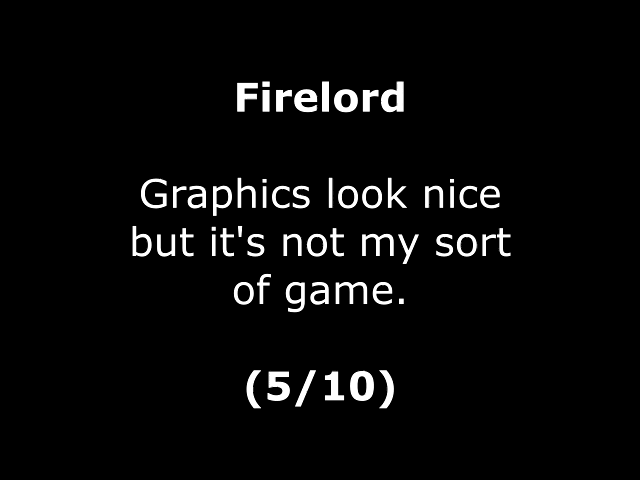 Firelord
Graphics look nice
but it's not my sort
of game.
(5/10)